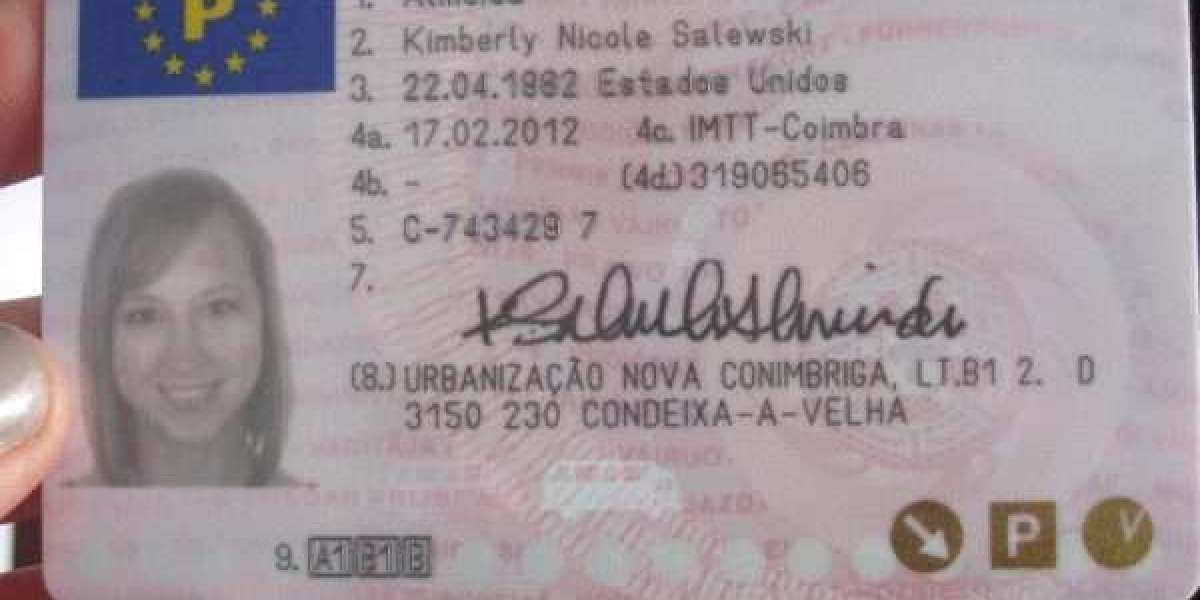 P
1. Almeida
2. Kimberly Nicole Salewski
3. 22.04.1982 Estados Unidos
4a. 17.02.2012 4c. IMTT-Coimbra
4b. - (4d.)319065406
5. C-743429 7
7.
(8.) URBANIZAÇÃO NOVA CONIMBRIGA, LT.B1 2. D
3150 230 CONDEIXA-A-VELHA
9. A1 B1 B
P